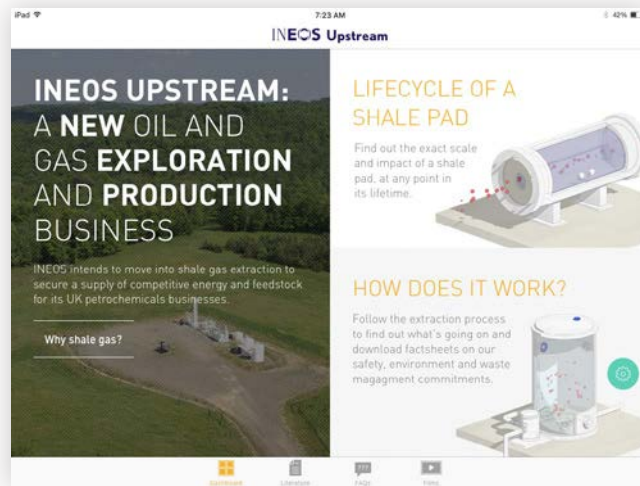 iPad
7:23 AM
42%
INEOS Upstream
INEOS UPSTREAM:
A NEW OIL AND
GAS EXPLORATION
AND PRODUCTION
BUSINESS
INEOS intends to move into shale gas extraction to
secure a supply of competitive energy and feedstock
for its UK petrochemicals businesses.
Why shale gas?
LIFECYCLE OF A
SHALE PAD
Find out the exact scale
and impact of a shale
pad, at any point in
its lifetime.
HOW DOES IT WORK?
Follow the extraction process
to find out what's going on and
download factsheets on our
safety, environment and waste
magagment commitments.
???
Dashboard
Literature
FAQs
Films